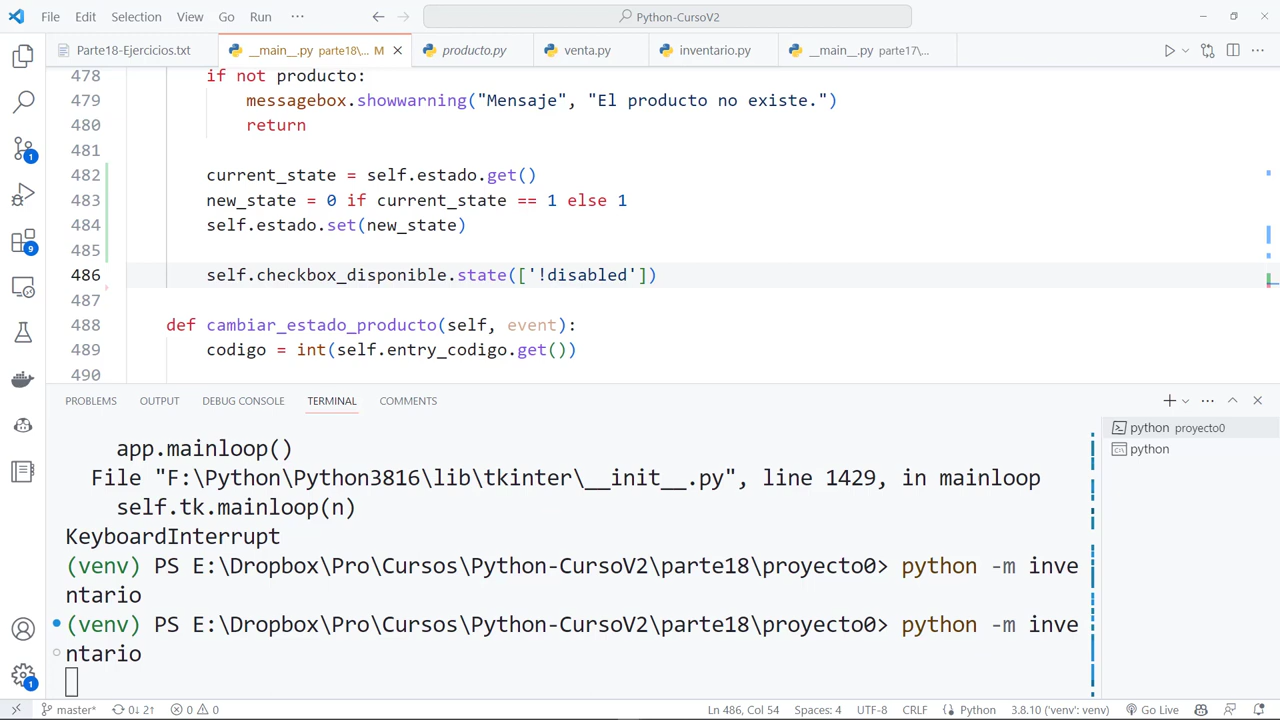 File Edit Selection View Go Run ··· Python-CursoV2
Parte18-Ejercicios.txt __main__.py parte18\... M producto.py venta.py inventario.py __main__.py parte17\...
478 if not producto:
479 messagebox.showwarning("Mensaje", "El producto no existe.")
480 return
481
482 current_state = self.estado.get()
483 new_state = 0 if current_state == 1 else 1
484 self.estado.set(new_state)
485
486 self.checkbox_disponible.state(['!disabled'])
487
488 def cambiar_estado_producto(self, event):
489 codigo = int(self.entry_codigo.get())
490
1
9
1
PROBLEMS OUTPUT DEBUG CONSOLE TERMINAL COMMENTS
python proyecto0
python
app.mainloop()
File "F:\Python\Python3816\lib\tkinter\__init__.py", line 1429, in mainloop
self.tk.mainloop(n)
KeyboardInterrupt
(venv) PS E:\Dropbox\Pro\Cursos\Python-CursoV2\parte18\proyecto0> python -m inve
ntario
(venv) PS E:\Dropbox\Pro\Cursos\Python-CursoV2\parte18\proyecto0> python -m inve
ntario
master* 0↓ 2↑ 0 0 Ln 486, Col 54 Spaces: 4 UTF-8 CRLF Python 3.8.10 ('venv': venv) Go Live